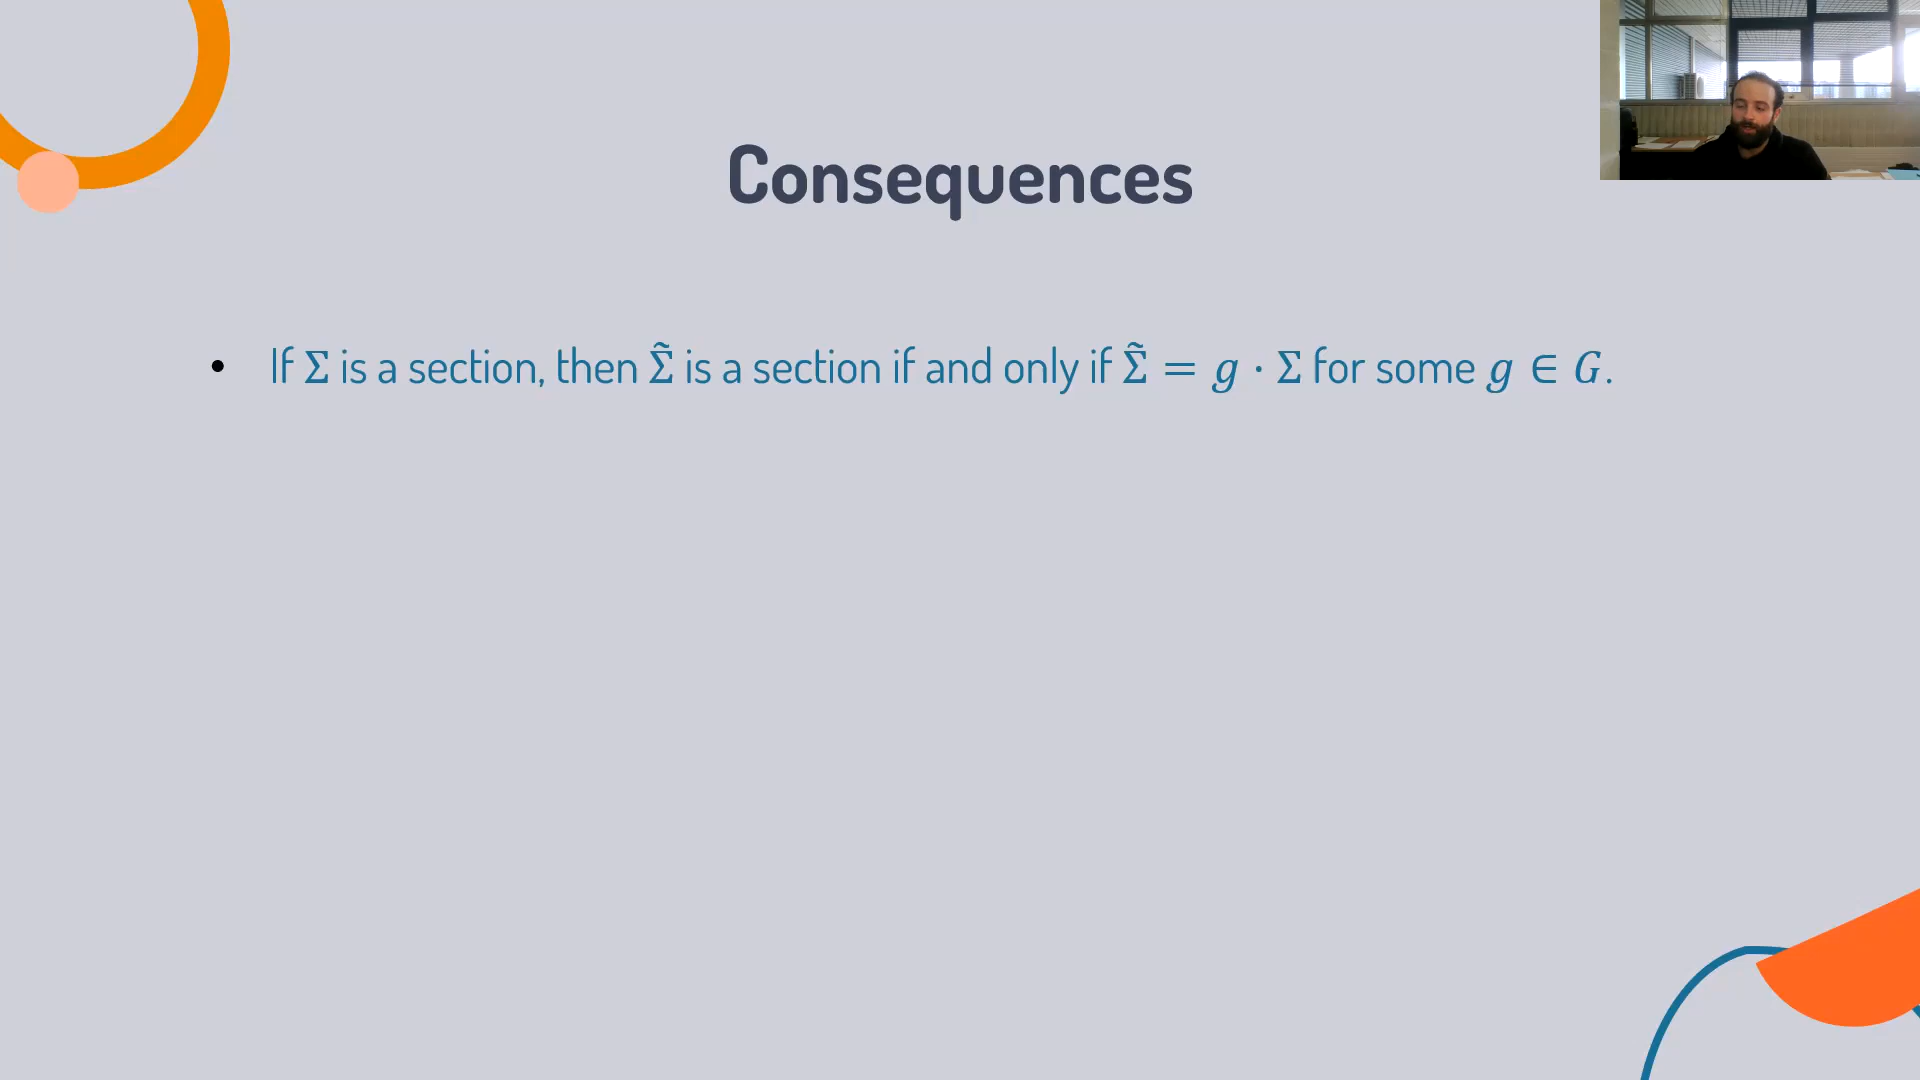 Consequences
• If Σ is a section, then Σ̃ is a section if and only if Σ̃ = g · Σ for some g ∈ G.